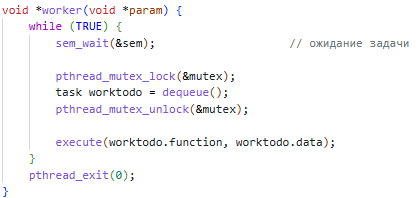 void *worker(void *param) {
    while (TRUE) {
        sem_wait(&sem);                    // ожидание задачи

        pthread_mutex_lock(&mutex);
        task worktodo = dequeue();
        pthread_mutex_unlock(&mutex);

        execute(worktodo.function, worktodo.data);
    }
    pthread_exit(0);
}